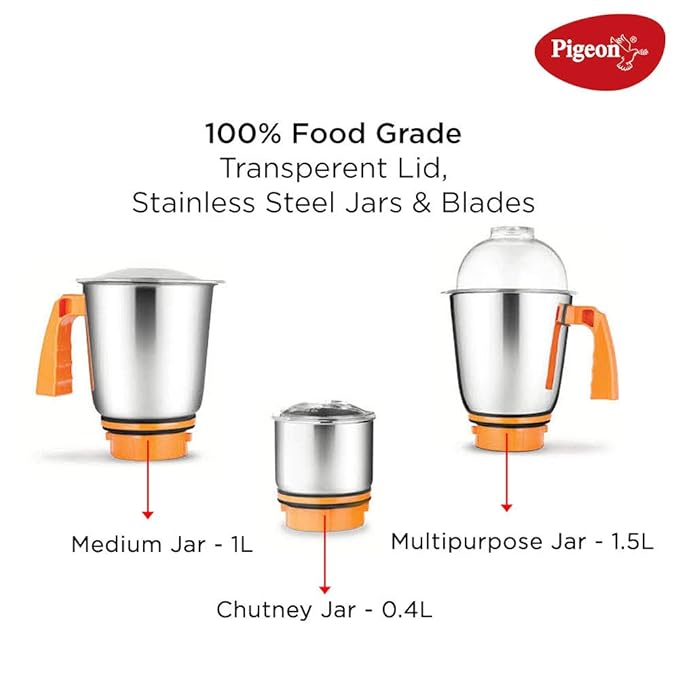 Pigeon®
100% Food Grade
Transperent Lid,
Stainless Steel Jars & Blades
Medium Jar - 1L
Multipurpose Jar - 1.5L
Chutney Jar - 0.4L